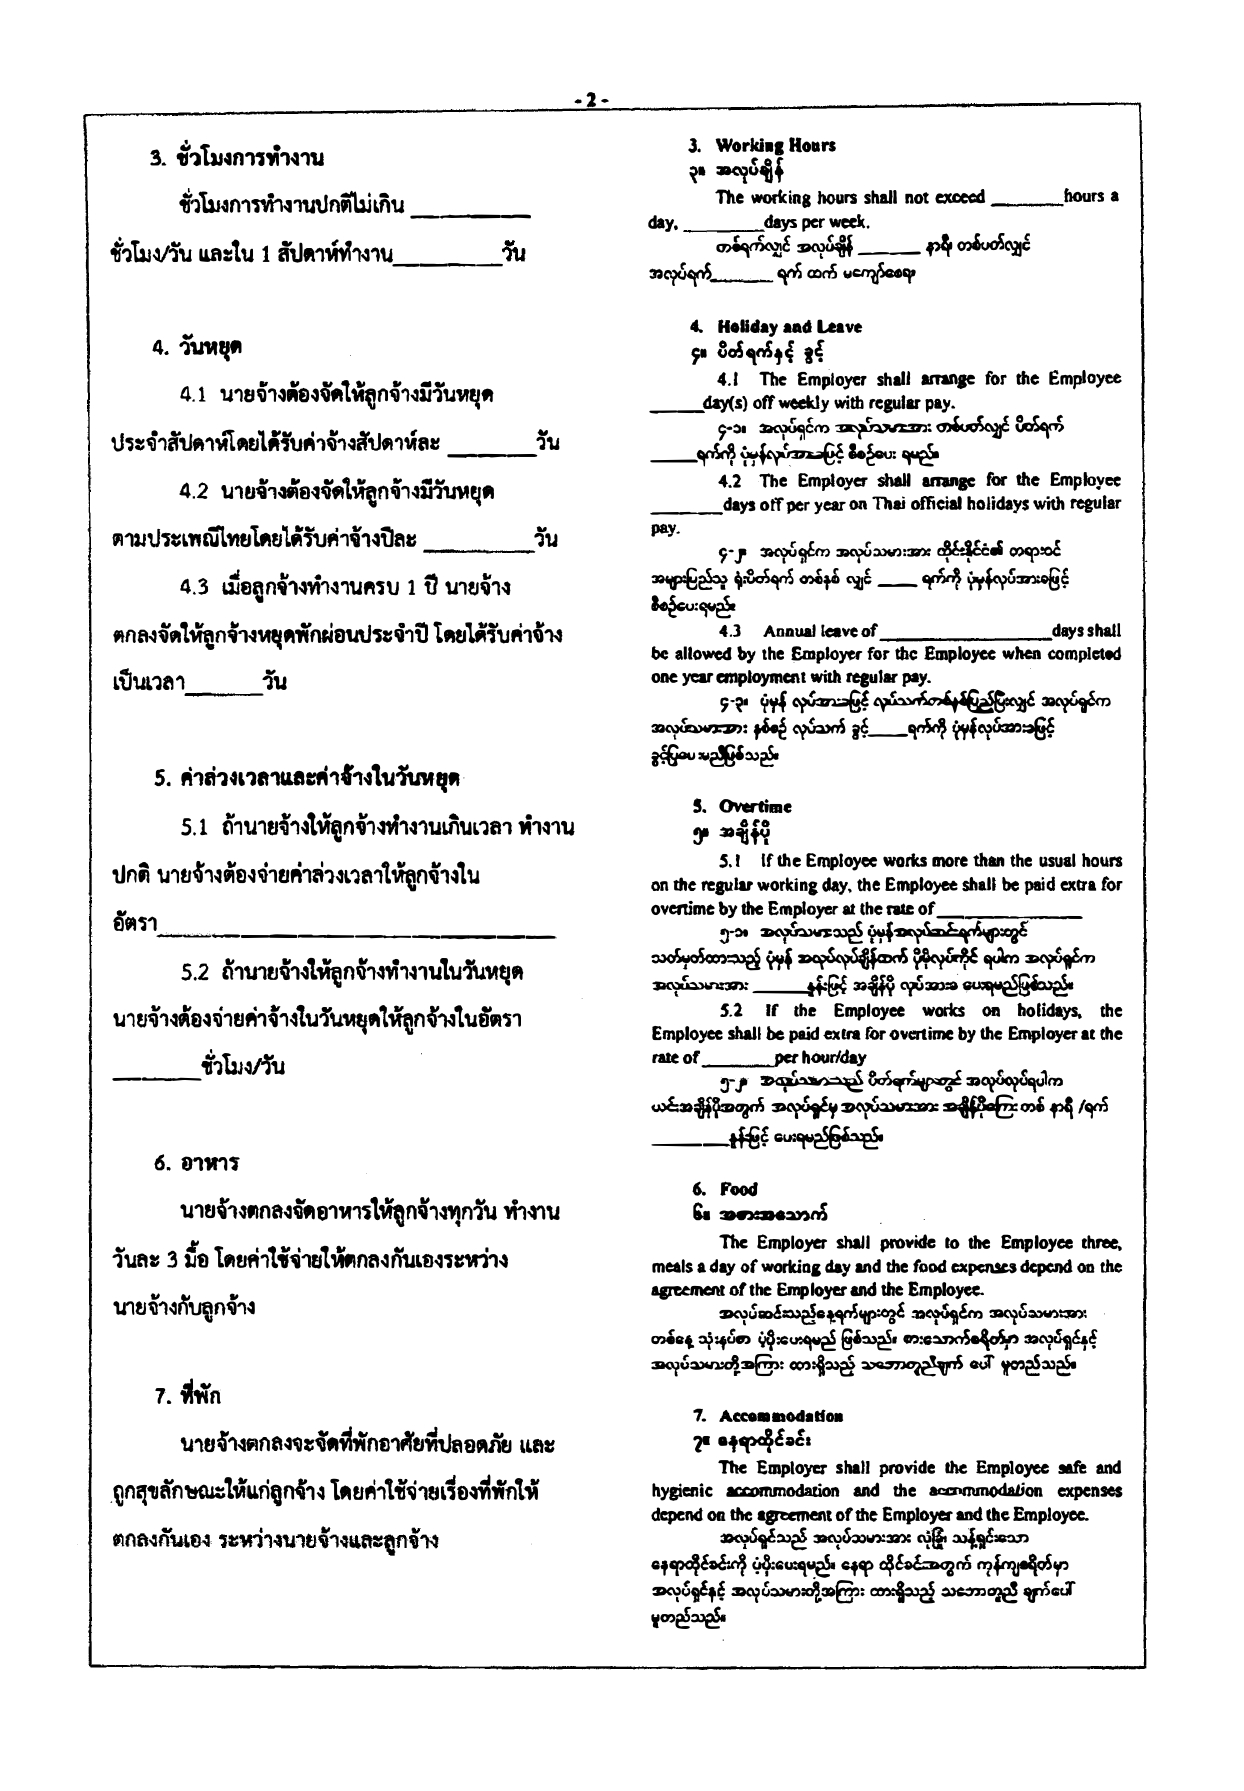 - 2 -
3. ชั่วโมงการทำงาน
ชั่วโมงการทำงานปกติไม่เกิน __________
ชั่วโมง/วัน และใน 1 สัปดาห์ทำงาน__________วัน
4. วันหยุด
4.1 นายจ้างต้องจัดให้ลูกจ้างมีวันหยุด
ประจำสัปดาห์โดยได้รับค่าจ้างสัปดาห์ละ ________วัน
4.2 นายจ้างต้องจัดให้ลูกจ้างมีวันหยุด
ตามประเพณีไทยโดยได้รับค่าจ้างปีละ __________วัน
4.3 เมื่อลูกจ้างทำงานครบ 1 ปี นายจ้าง
ตกลงจัดให้ลูกจ้างหยุดพักผ่อนประจำปี โดยได้รับค่าจ้าง
เป็นเวลา_______วัน
5. ค่าล่วงเวลาและค่าจ้างในวันหยุด
5.1 ถ้านายจ้างให้ลูกจ้างทำงานเกินเวลา ทำงาน
ปกติ นายจ้างต้องจ่ายค่าล่วงเวลาให้ลูกจ้างใน
อัตรา____________________________________
5.2 ถ้านายจ้างให้ลูกจ้างทำงานในวันหยุด
นายจ้างต้องจ่ายค่าจ้างในวันหยุดให้ลูกจ้างในอัตรา
________ชั่วโมง/วัน
6. อาหาร
นายจ้างตกลงจัดอาหารให้ลูกจ้างทุกวัน ทำงาน
วันละ 3 มื้อ โดยค่าใช้จ่ายให้ตกลงกันเองระหว่าง
นายจ้างกับลูกจ้าง
7. ที่พัก
นายจ้างตกลงจะจัดที่พักอาศัยที่ปลอดภัย และ
ถูกสุขลักษณะให้แก่ลูกจ้าง โดยค่าใช้จ่ายเรื่องที่พักให้
ตกลงกันเอง ระหว่างนายจ้างและลูกจ้าง
3. Working Hours
၃။ အလုပ်ချိန်
The working hours shall not exceed ________hours a
day, _________days per week.
တစ်ရက်လျှင် အလုပ်ချိန် _______ နာရီ၊ တစ်ပတ်လျှင်
အလုပ်ရက်_______ ရက် ထက် မကျော်စေရ။
4. Holiday and Leave
၄။ ပိတ်ရက်နှင့် ခွင့်
4.1 The Employer shall arrange for the Employee
______day(s) off weekly with regular pay.
၄-၁။ အလုပ်ရှင်က အလုပ်သမားအား တစ်ပတ်လျှင် ပိတ်ရက်
_____ရက်ကို ပုံမှန်လုပ်အားခဖြင့် စီစဉ်ပေး ရမည်။
4.2 The Employer shall arrange for the Employee
________days off per year on Thai official holidays with regular
pay.
၄-၂။ အလုပ်ရှင်က အလုပ်သမားအား ထိုင်းနိုင်ငံ၏ တရားဝင်
အများပြည်သူ ရုံးပိတ်ရက် တစ်နှစ် လျှင် ____ ရက်ကို ပုံမှန်လုပ်အားခဖြင့်
စီစဉ်ပေးရမည်။
4.3 Annual leave of ___________________days shall
be allowed by the Employer for the Employee when completed
one year employment with regular pay.
၄-၃။ ပုံမှန် လုပ်အားခဖြင့် လုပ်သက်တစ်နှစ်ပြည့်ပြီးလျှင် အလုပ်ရှင်က
အလုပ်သမားအား နှစ်စဉ် လုပ်သက် ခွင့်____ရက်ကို ပုံမှန်လုပ်အားခဖြင့်
ခွင့်ပြုပေးမည်ဖြစ်သည်။
5. Overtime
၅။ အချိန်ပို
5.1 If the Employee works more than the usual hours
on the regular working day, the Employee shall be paid extra for
overtime by the Employer at the rate of ________________
၅-၁။ အလုပ်သမားသည် ပုံမှန်အလုပ်ဆင်းရက်များတွင်
သတ်မှတ်ထားသည့် ပုံမှန် အလုပ်လုပ်ချိန်ထက် ပိုမိုလုပ်ကိုင် ရပါက အလုပ်ရှင်က
အလုပ်သမားအား ______နှုန်းဖြင့် အချိန်ပို လုပ်အားခ ပေးရမည်ဖြစ်သည်။
5.2 If the Employee works on holidays, the
Employee shall be paid extra for overtime by the Employer at the
rate of ________per hour/day
၅-၂။ အလုပ်သမားသည် ပိတ်ရက်များတွင် အလုပ်လုပ်ရပါက
ယင်းအချိန်ပိုအတွက် အလုပ်ရှင်မှ အလုပ်သမားအား အချိန်ပိုကြေး တစ် နာရီ /ရက်
________နှုန်းဖြင့် ပေးရမည်ဖြစ်သည်။
6. Food
၆။ အစားအသောက်
The Employer shall provide to the Employee three,
meals a day of working day and the food expenses depend on the
agreement of the Employer and the Employee.
အလုပ်ဆင်းသည့်နေ့ရက်များတွင် အလုပ်ရှင်က အလုပ်သမားအား
တစ်နေ့ သုံးနပ်စာ ပံ့ပိုးပေးရမည် ဖြစ်သည်။ စားသောက်စရိတ်မှာ အလုပ်ရှင်နှင့်
အလုပ်သမားတို့အကြား ထားရှိသည့် သဘောတူညီချက် ပေါ် မူတည်သည်။
7. Accommodation
၇။ နေရာထိုင်ခင်း
The Employer shall provide the Employee safe and
hygienic accommodation and the accommodation expenses
depend on the agreement of the Employer and the Employee.
အလုပ်ရှင်သည် အလုပ်သမားအား လုံခြုံ၊ သန့်ရှင်းသော
နေရာထိုင်ခင်းကို ပံ့ပိုးပေးရမည်။ နေရာ ထိုင်ခင်းအတွက် ကုန်ကျစရိတ်မှာ
အလုပ်ရှင်နှင့် အလုပ်သမားတို့အကြား ထားရှိသည့် သဘောတူညီ ချက်ပေါ်
မူတည်သည်။